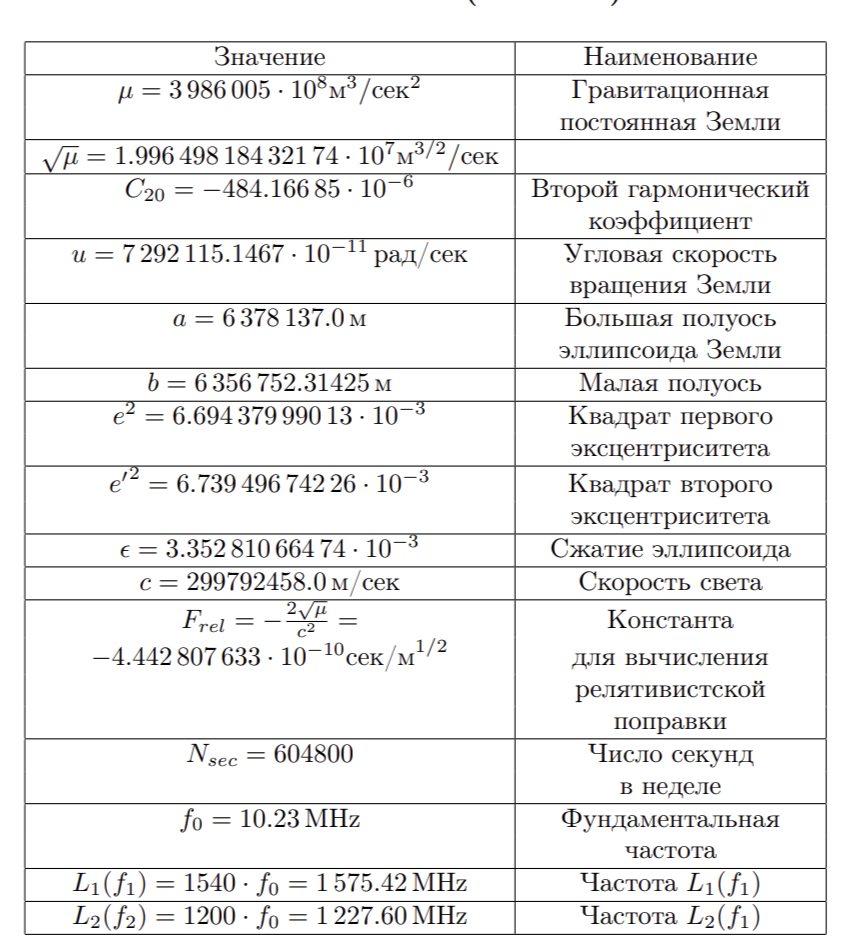 Значение Наименование
μ = 3 986 005 · 10⁸м³/сек² Гравитационная
постоянная Земли
√μ = 1.996 498 184 321 74 · 10⁷м^{3/2}/сек
C₂₀ = −484.166 85 · 10⁻⁶ Второй гармонический
коэффициент
u = 7 292 115.1467 · 10⁻¹¹ рад/сек Угловая скорость
вращения Земли
a = 6 378 137.0 м Большая полуось
эллипсоида Земли
b = 6 356 752.31425 м Малая полуось
e² = 6.694 379 990 13 · 10⁻³ Квадрат первого
эксцентриситета
e′² = 6.739 496 742 26 · 10⁻³ Квадрат второго
эксцентриситета
ϵ = 3.352 810 664 74 · 10⁻³ Сжатие эллипсоида
c = 299792458.0 м/сек Скорость света
F_{rel} = −2√μ/c² = Константа
−4.442 807 633 · 10⁻¹⁰сек/м^{1/2} для вычисления
релятивистской
поправки
N_{sec} = 604800 Число секунд
в неделе
f₀ = 10.23 MHz Фундаментальная
частота
L₁(f₁) = 1540 · f₀ = 1 575.42 MHz Частота L₁(f₁)
L₂(f₂) = 1200 · f₀ = 1 227.60 MHz Частота L₂(f₁)